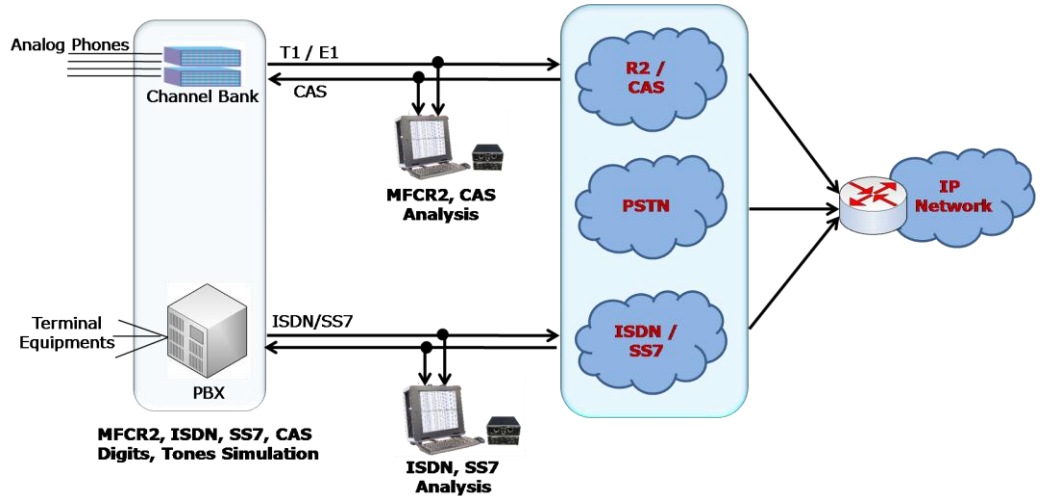 Analog Phones
Channel Bank
T1 / E1
CAS
MFCR2, CAS
Analysis
R2 /
CAS
PSTN
IP
Network
Terminal
Equipments
PBX
ISDN/SS7
ISDN /
SS7
MFCR2, ISDN, SS7, CAS
Digits, Tones Simulation
ISDN, SS7
Analysis